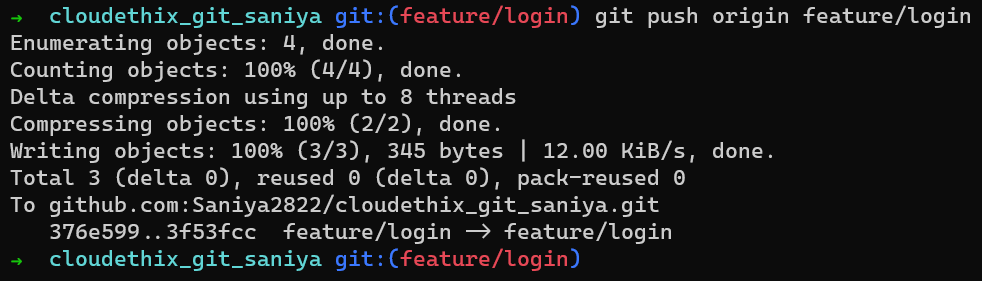 → cloudethix_git_saniya git:(feature/login) git push origin feature/login
Enumerating objects: 4, done.
Counting objects: 100% (4/4), done.
Delta compression using up to 8 threads
Compressing objects: 100% (2/2), done.
Writing objects: 100% (3/3), 345 bytes | 12.00 KiB/s, done.
Total 3 (delta 0), reused 0 (delta 0), pack-reused 0
To github.com:Saniya2822/cloudethix_git_saniya.git
   376e599..3f53fcc  feature/login -> feature/login
→ cloudethix_git_saniya git:(feature/login)